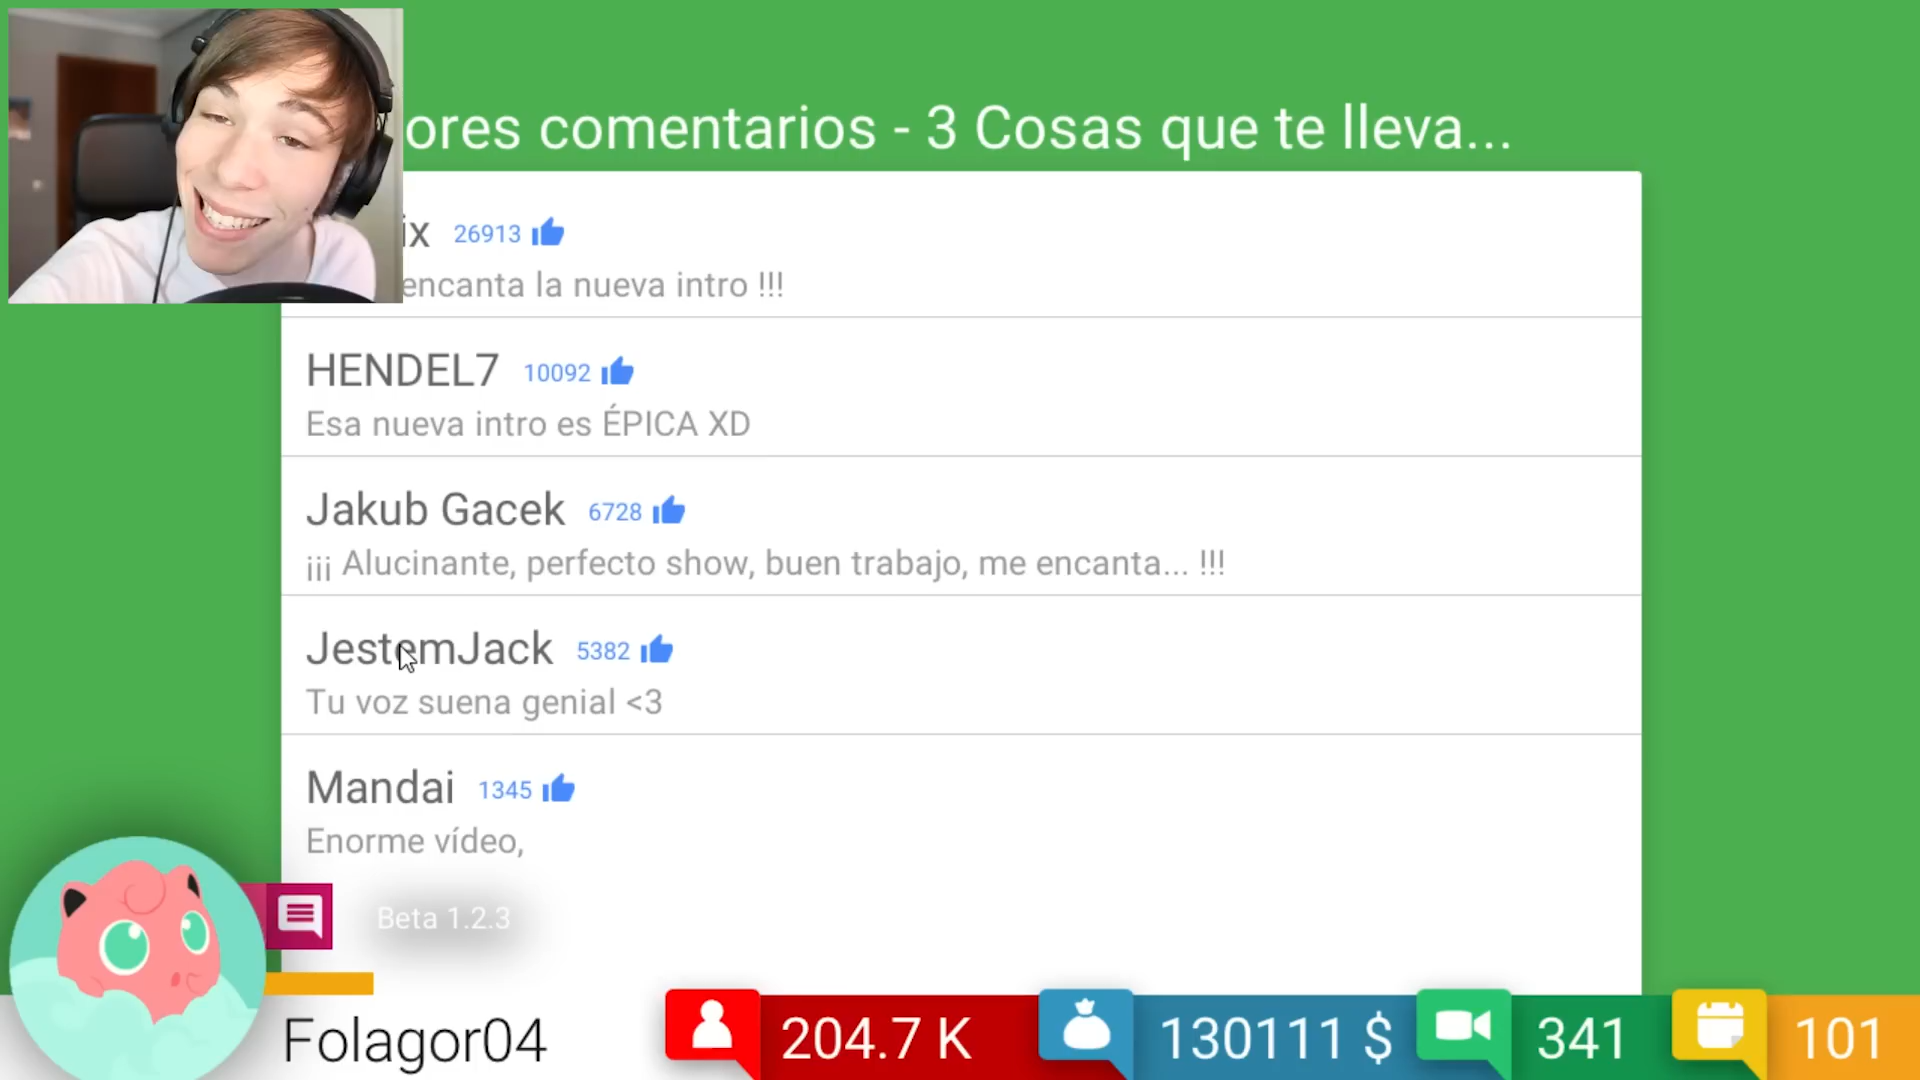 ores comentarios - 3 Cosas que te lleva...
ix 26913
encanta la nueva intro !!!
HENDEL7 10092
Esa nueva intro es ÉPICA XD
Jakub Gacek 6728
¡¡¡ Alucinante, perfecto show, buen trabajo, me encanta... !!!
JestemJack 5382
Tu voz suena genial <3
Mandai 1345
Enorme vídeo,
Beta 1.2.3
Folagor04 204.7 K 130111 $ 341 101